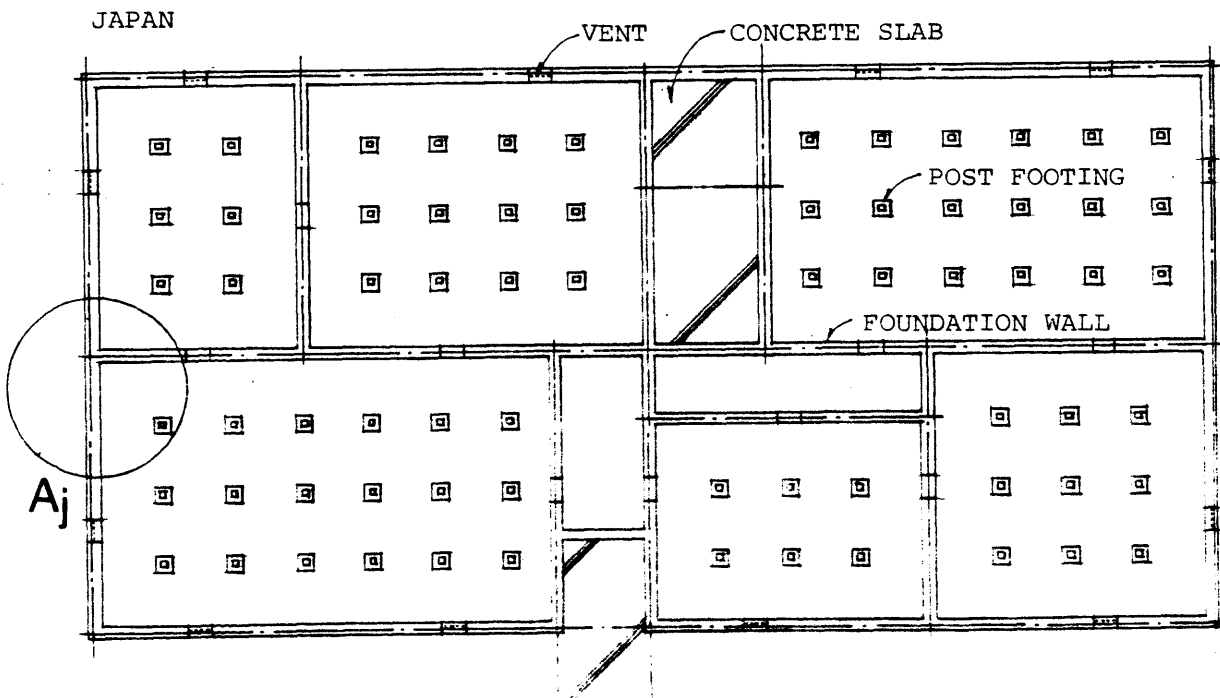 JAPAN
VENT
CONCRETE SLAB
POST FOOTING
FOUNDATION WALL
Aj